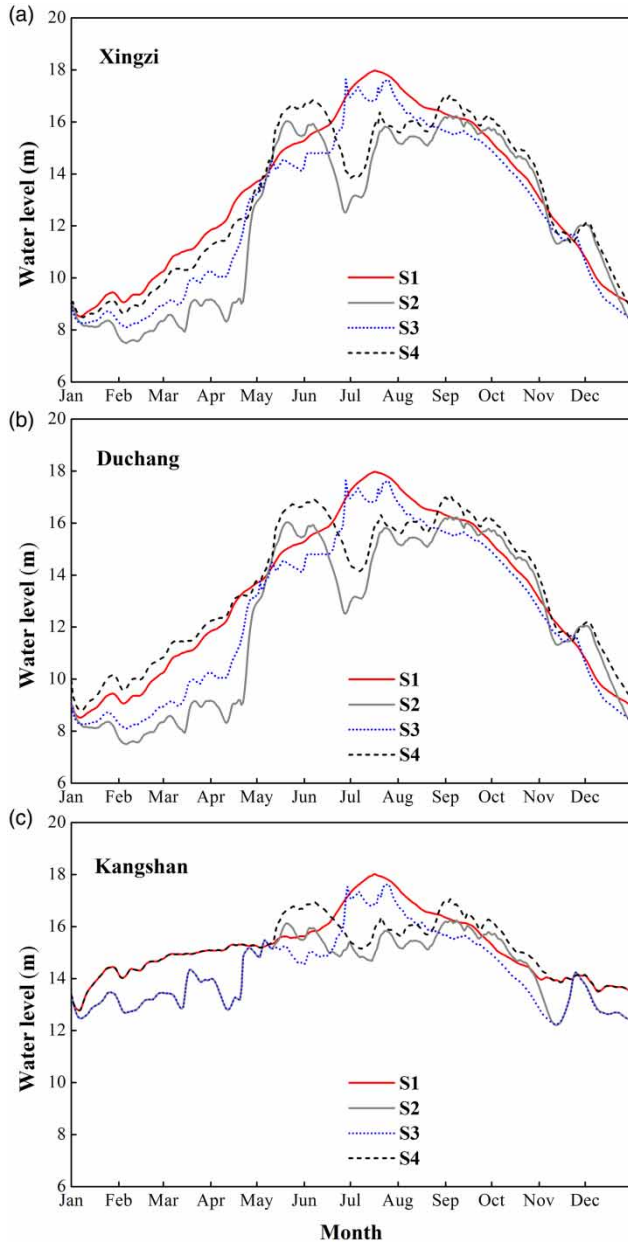 (a)
Xingzi
20
18
16
14
12
10
8
6
Water level (m)
S1
S2
S3
S4
Jan Feb Mar Apr May Jun Jul Aug Sep Oct Nov Dec
(b)
Duchang
20
18
16
14
12
10
8
6
Water level (m)
S1
S2
S3
S4
Jan Feb Mar Apr May Jun Jul Aug Sep Oct Nov Dec
(c)
Kangshan
20
18
16
14
12
10
8
6
Water level (m)
S1
S2
S3
S4
Jan Feb Mar Apr May Jun Jul Aug Sep Oct Nov Dec
Month